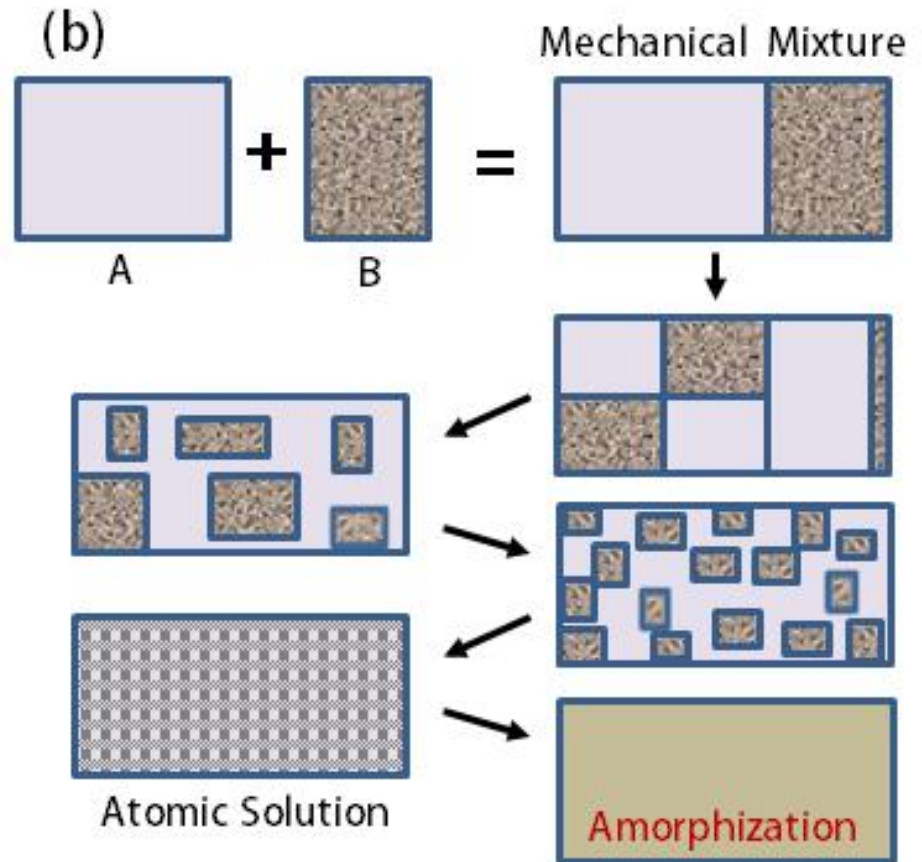 (b)
Mechanical Mixture
+
=
A
B
Atomic Solution
Amorphization